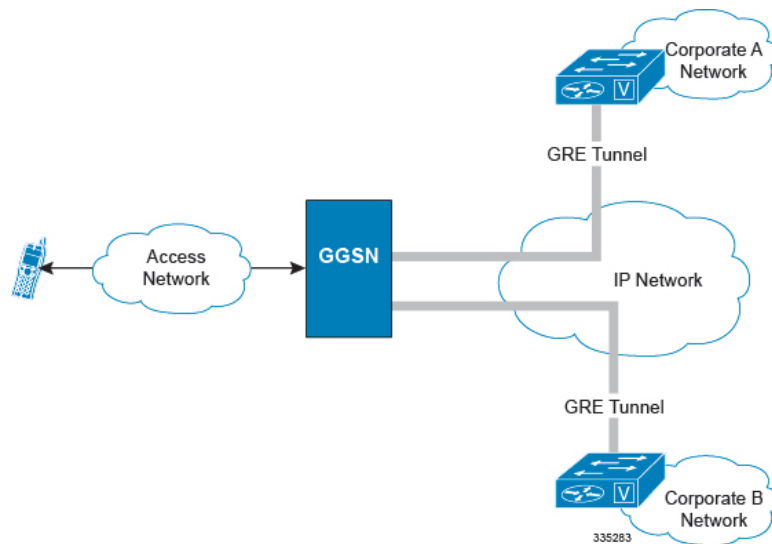 Corporate A
Network
V
GRE Tunnel
Access
Network
GGSN
IP Network
GRE Tunnel
V
Corporate B
Network
335283